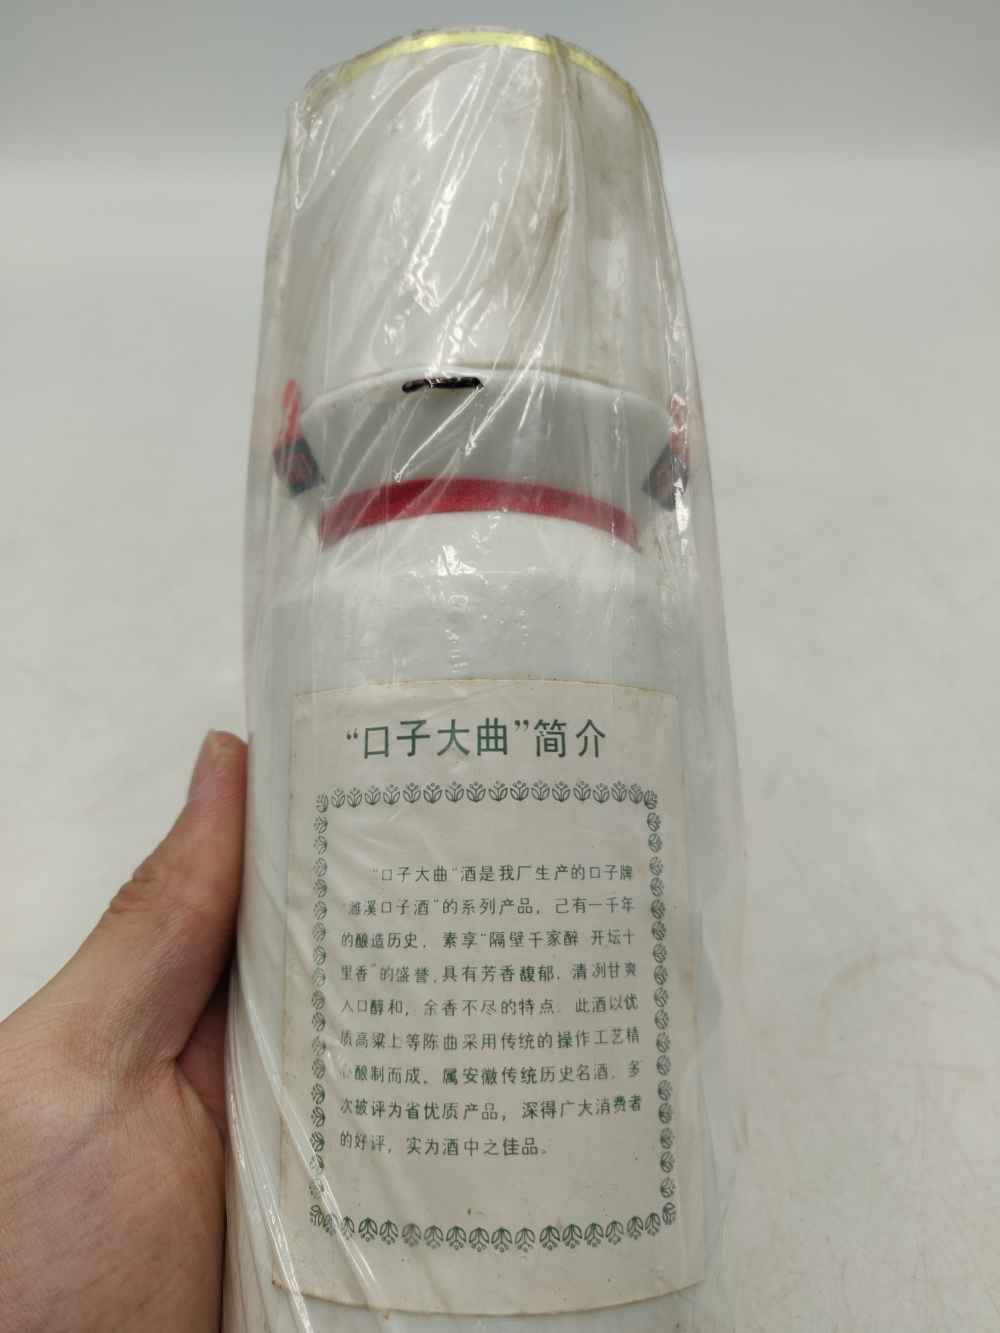 “口子大曲”简介
“口子大曲”酒是我厂生产的口子牌
“濉溪口子酒”的系列产品，己有一千年
的酿造历史．素享“隔壁千家醉 开坛十
里香”的盛誉．具有芳香馥郁．清冽甘爽
入口醇和，余香不尽的特点．此酒以优
质高粱上等陈曲采用传统的操作工艺精
心酿制而成。属安徽传统历史名酒．多
次被评为省优质产品，深得广大消费者
的好评，实为酒中之佳品。